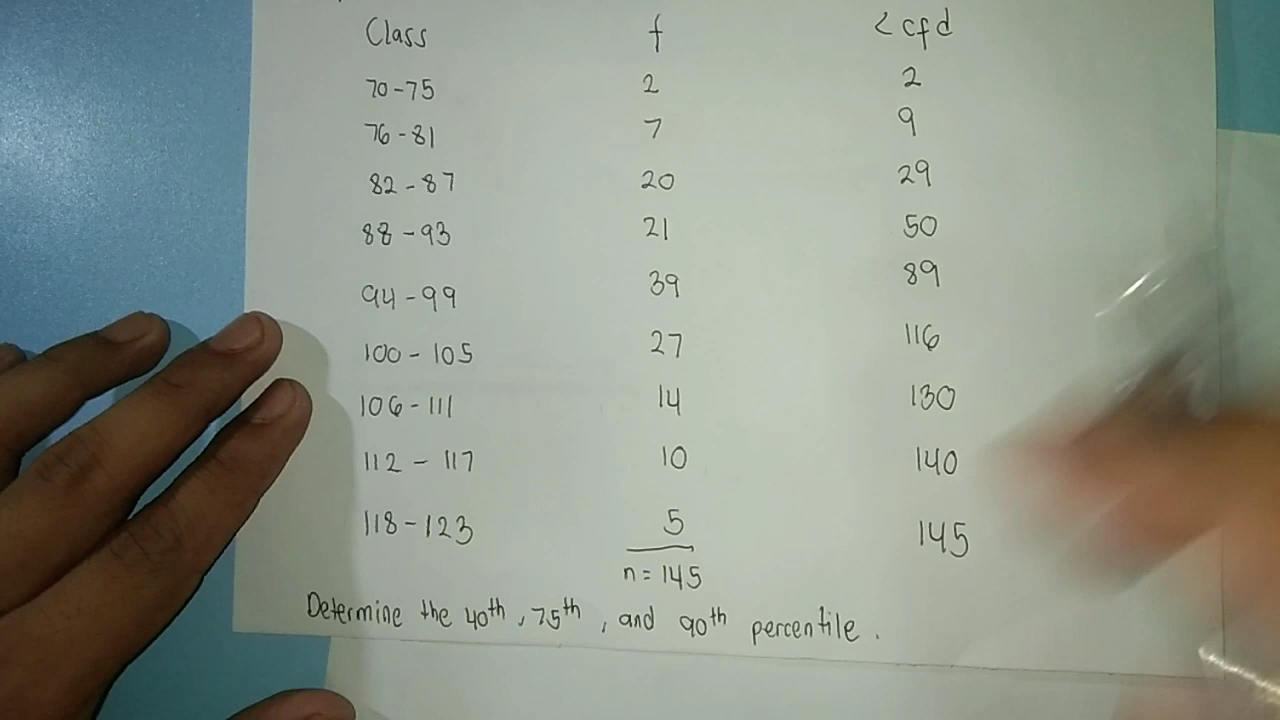 Class f < cfd
70-75 2 2
76-81 7 9
82-87 20 29
88-93 21 50
94-99 39 89
100-105 27 116
106-111 14 130
112-117 10 140
118-123 5 145
n=145
Determine the 40th, 75th, and 90th percentile.